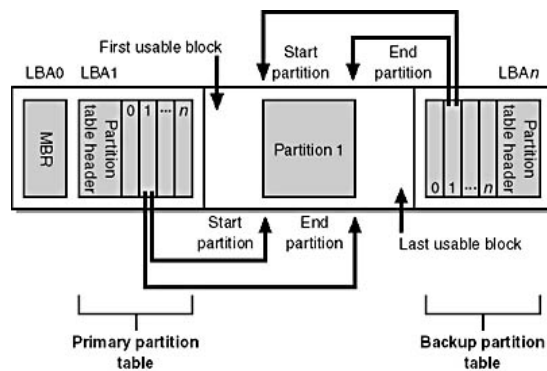 First usable block
Start
partition
End
partition
LBA0
LBA1
LBAn
MBR
Partition
table header
0 1 ... n
Partition 1
0 1 ... n
Partition
table header
Start
partition
End
partition
Last usable block
Primary partition
table
Backup partition
table